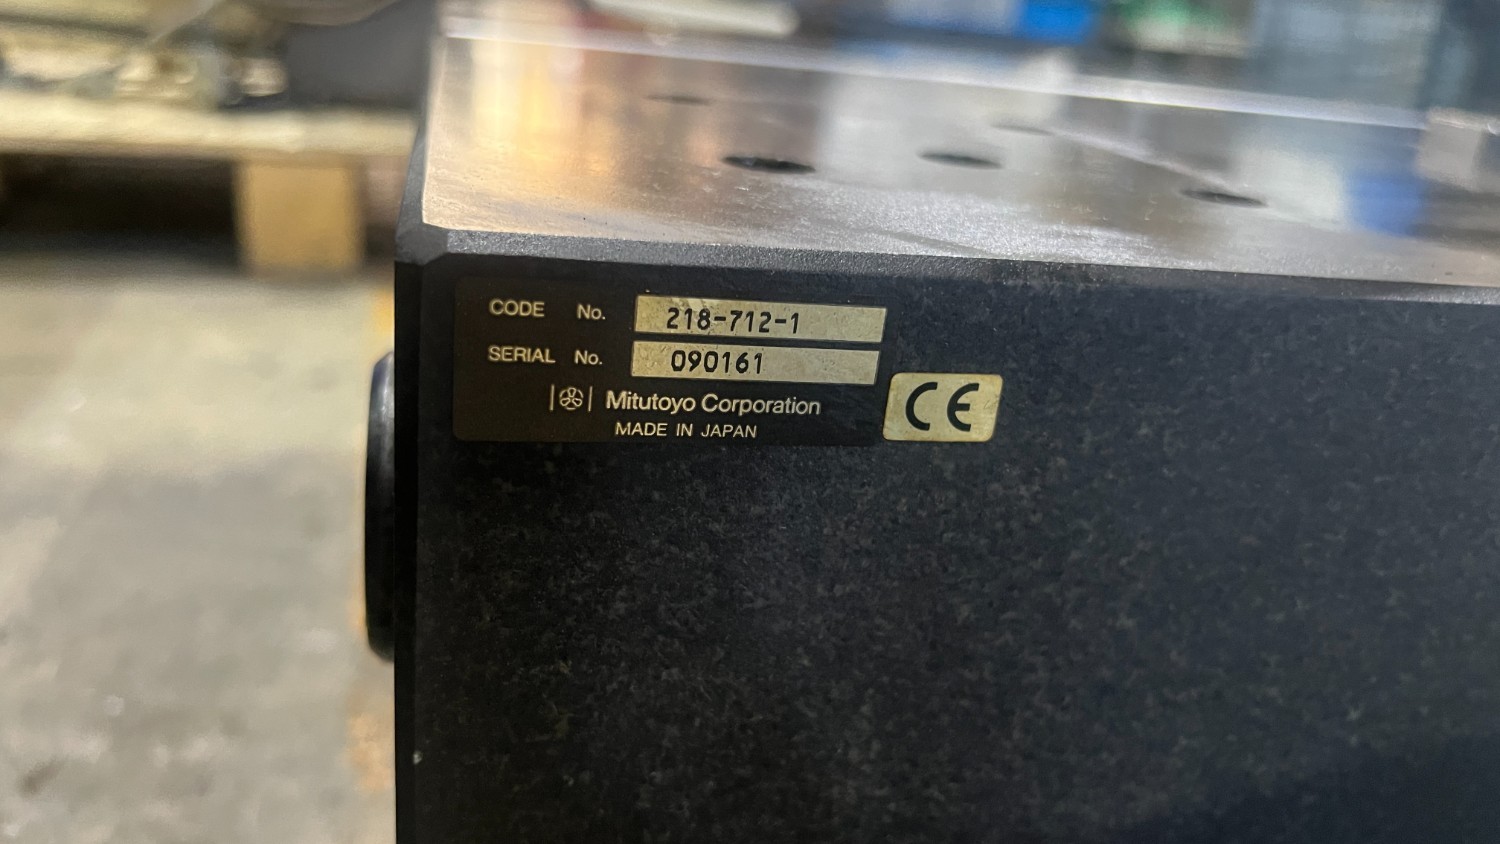 CODE No. 218-712-1
SERIAL No. 090161
Mitutoyo Corporation
MADE IN JAPAN
CE